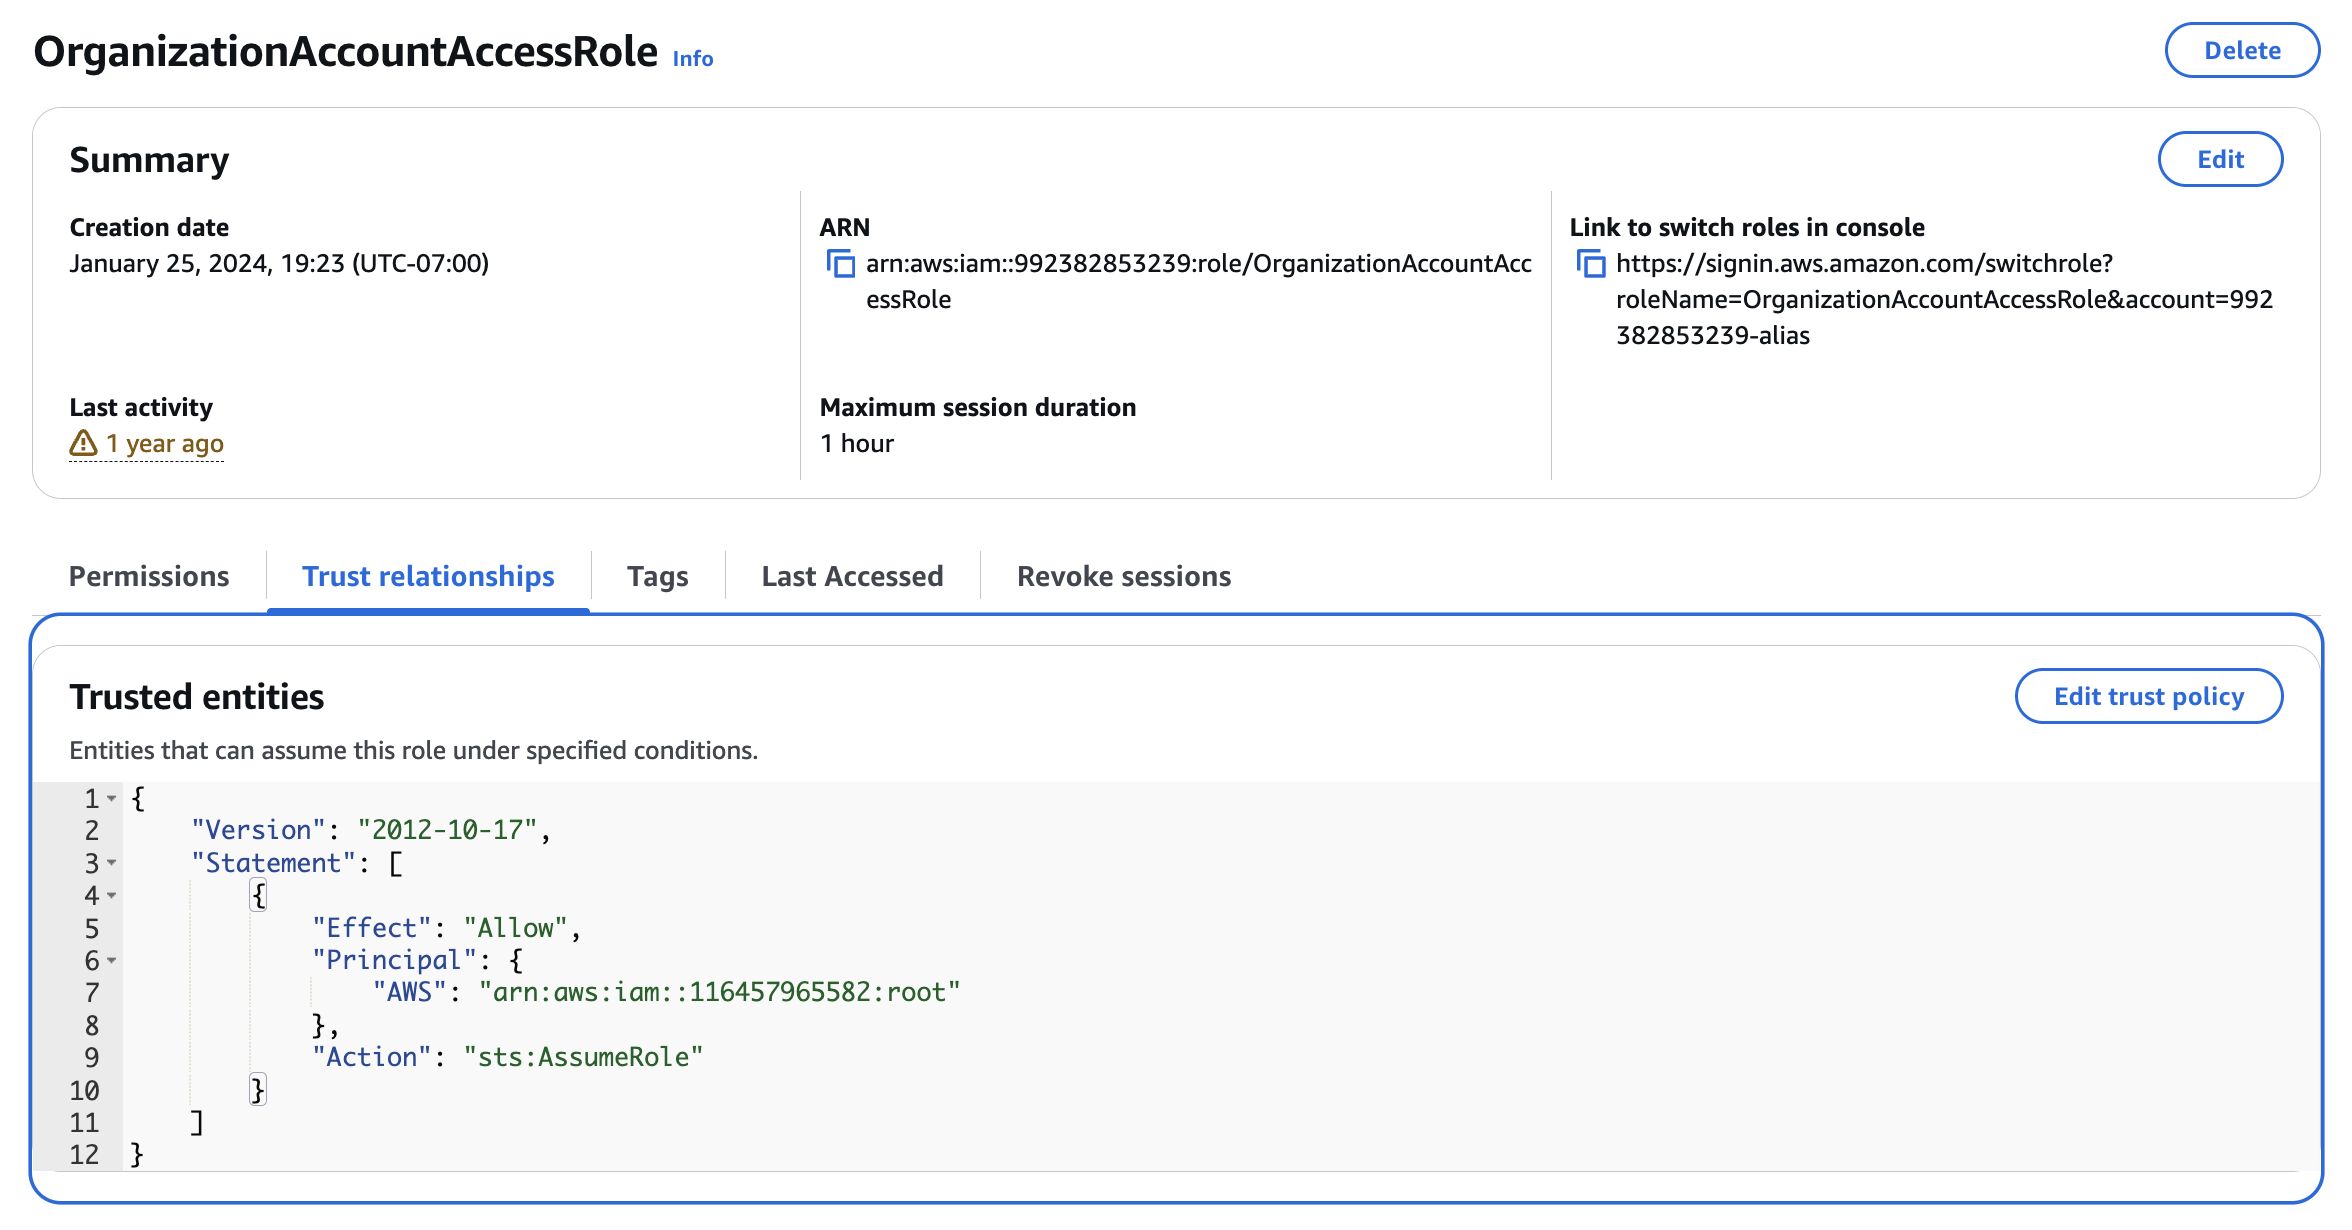 OrganizationAccountAccessRole Info
Delete
Summary
Edit
Creation date
January 25, 2024, 19:23 (UTC-07:00)
ARN
arn:aws:iam::992382853239:role/OrganizationAccountAcc
essRole
Link to switch roles in console
https://signin.aws.amazon.com/switchrole?
roleName=OrganizationAccountAccessRole&account=992
382853239-alias
Last activity
1 year ago
Maximum session duration
1 hour
Permissions
Trust relationships
Tags
Last Accessed
Revoke sessions
Trusted entities
Edit trust policy
Entities that can assume this role under specified conditions.
1 {
2     "Version": "2012-10-17",
3     "Statement": [
4         {
5             "Effect": "Allow",
6             "Principal": {
7                 "AWS": "arn:aws:iam::116457965582:root"
8             },
9             "Action": "sts:AssumeRole"
10         }
11     ]
12 }